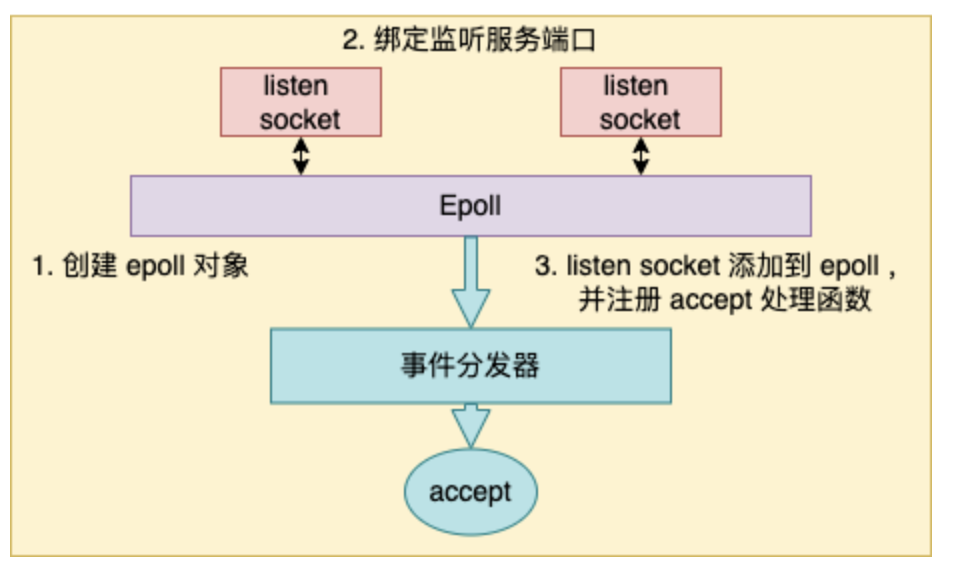 2. 绑定监听服务端口
listen
socket
listen
socket
Epoll
1. 创建 epoll 对象
3. listen socket 添加到 epoll ，
并注册 accept 处理函数
事件分发器
accept